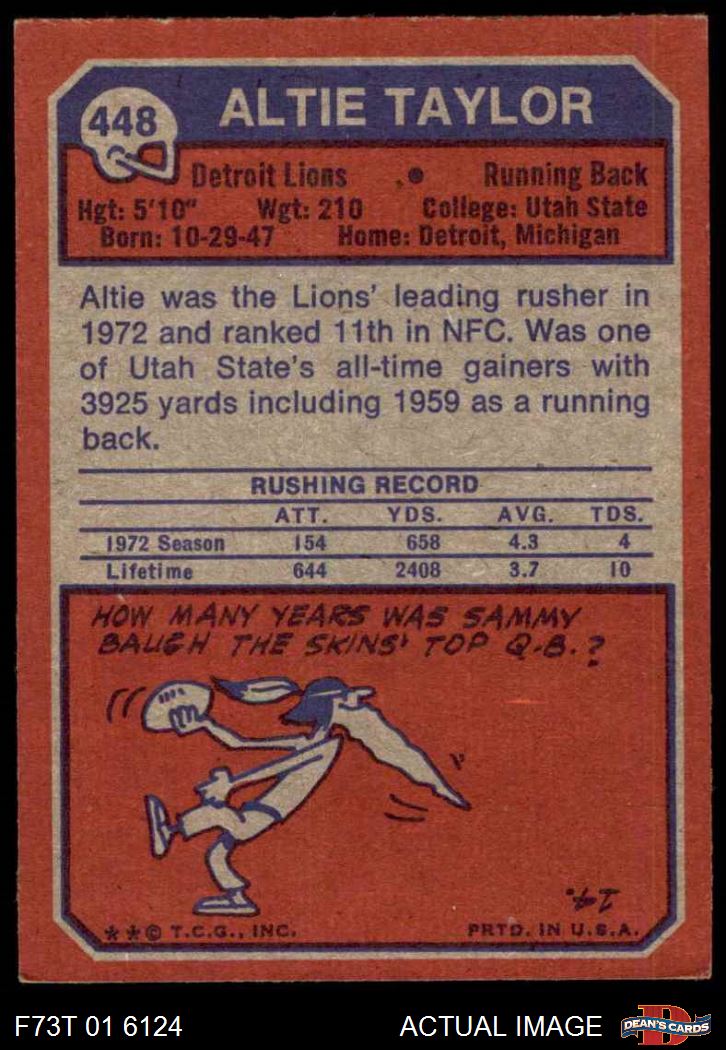 448
ALTIE TAYLOR
Detroit Lions • Running Back
Hgt: 5'10" Wgt: 210 College: Utah State
Born: 10-29-47 Home: Detroit, Michigan
Altie was the Lions' leading rusher in
1972 and ranked 11th in NFC. Was one
of Utah State's all-time gainers with
3925 yards including 1959 as a running
back.
RUSHING RECORD
ATT. YDS. AVG. TDS.
1972 Season 154 658 4.3 4
Lifetime 644 2408 3.7 10
HOW MANY YEARS WAS SAMMY
BAUGH THE SKINS' TOP Q.B.?
14.
**© T.C.G., INC. PRTD. IN U.S.A.
F73T 01 6124 ACTUAL IMAGE
D
DEAN'S CARDS